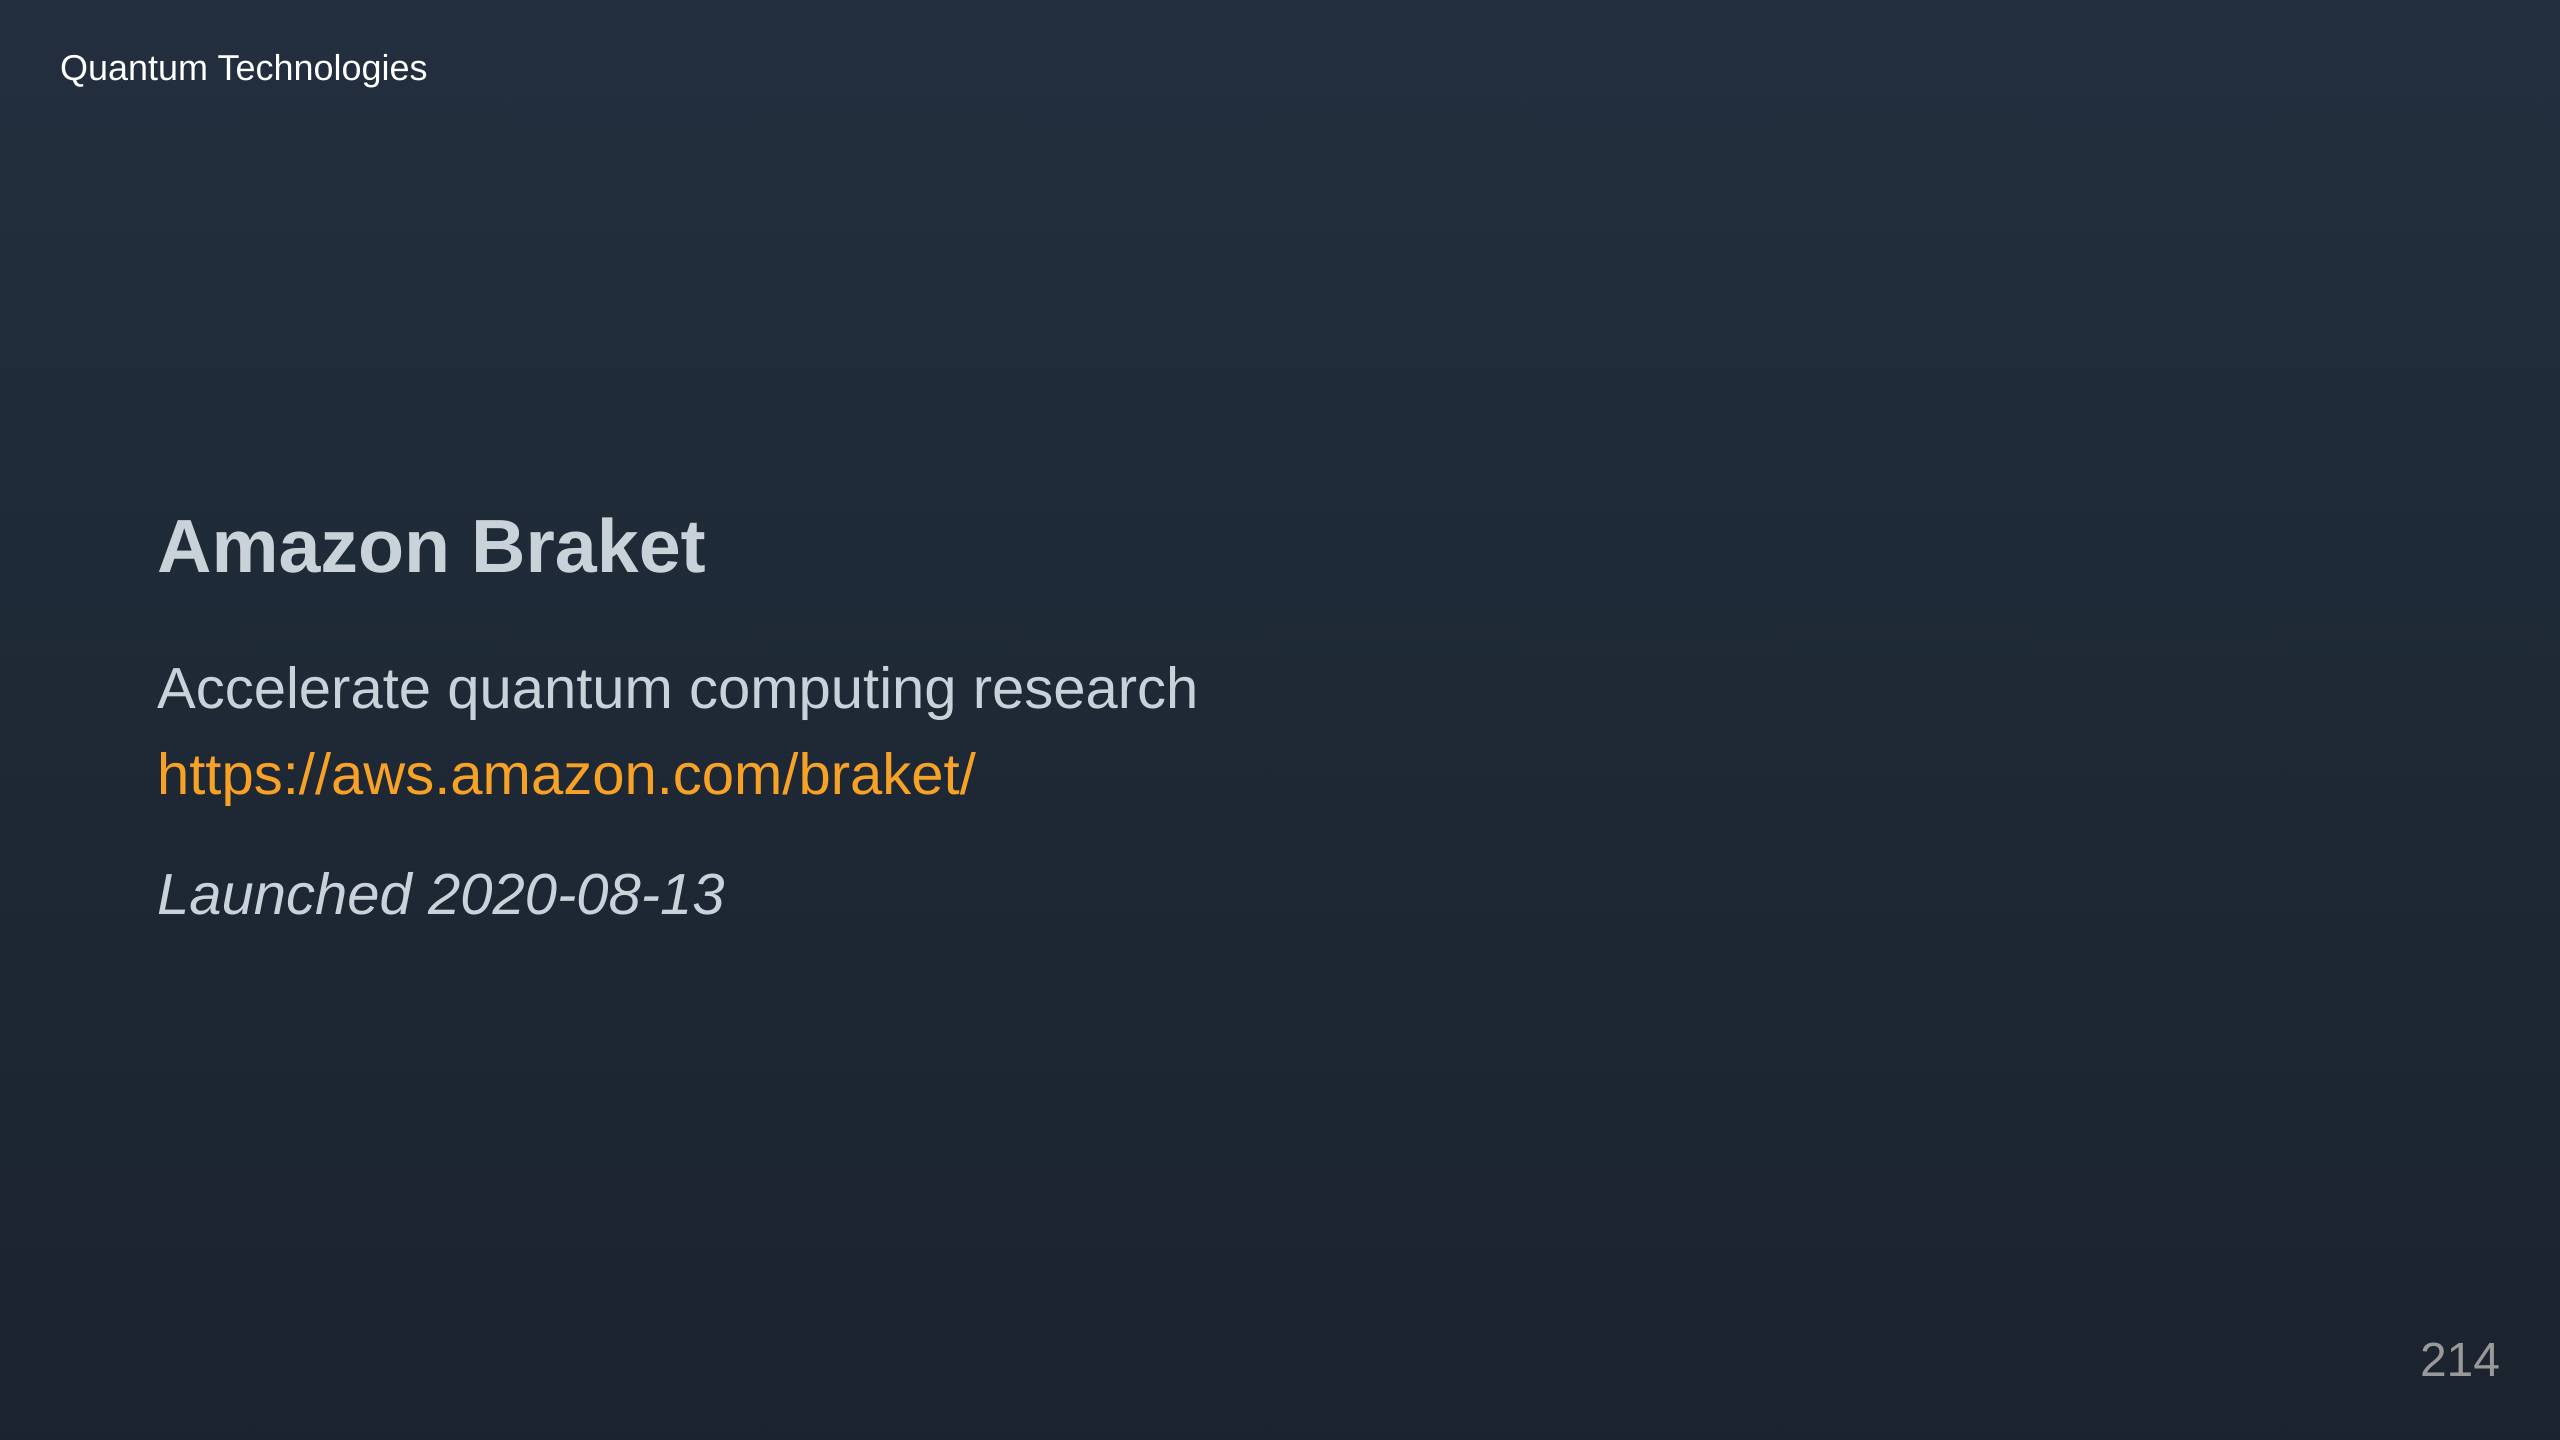 Quantum Technologies
Amazon Braket
Accelerate quantum computing research
https://aws.amazon.com/braket/
Launched 2020-08-13
214